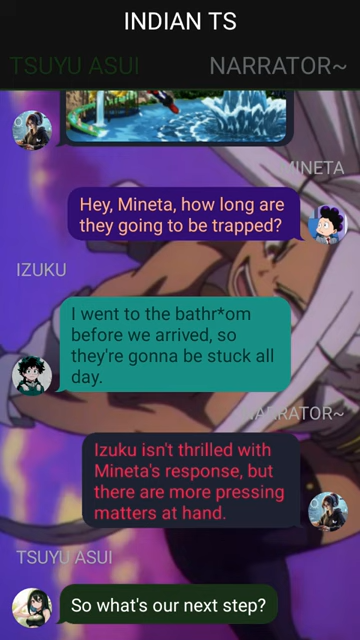 INDIAN TS
TSUYU ASUI
NARRATOR~
MINETA
Hey, Mineta, how long are
they going to be trapped?
IZUKU
I went to the bathr*om
before we arrived, so
they're gonna be stuck all
day.
NARRATOR~
Izuku isn't thrilled with
Mineta's response, but
there are more pressing
matters at hand.
TSUYU ASUI
So what's our next step?